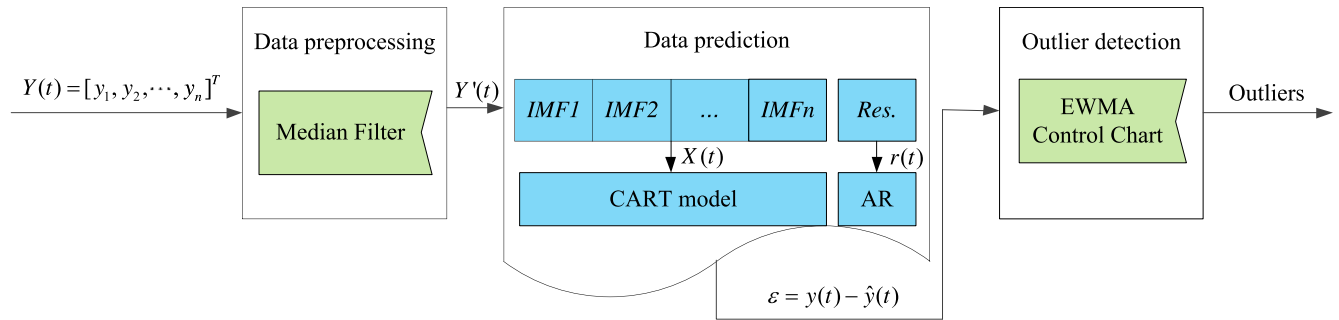 Y(t) = [y₁, y₂, ⋯, yₙ]ᵀ
Data preprocessing
Median Filter
Y'(t)
Data prediction
IMF1 IMF2 ... IMFn Res.
X(t) r(t)
CART model AR
ε = y(t) − ŷ(t)
Outlier detection
EWMA
Control Chart
Outliers